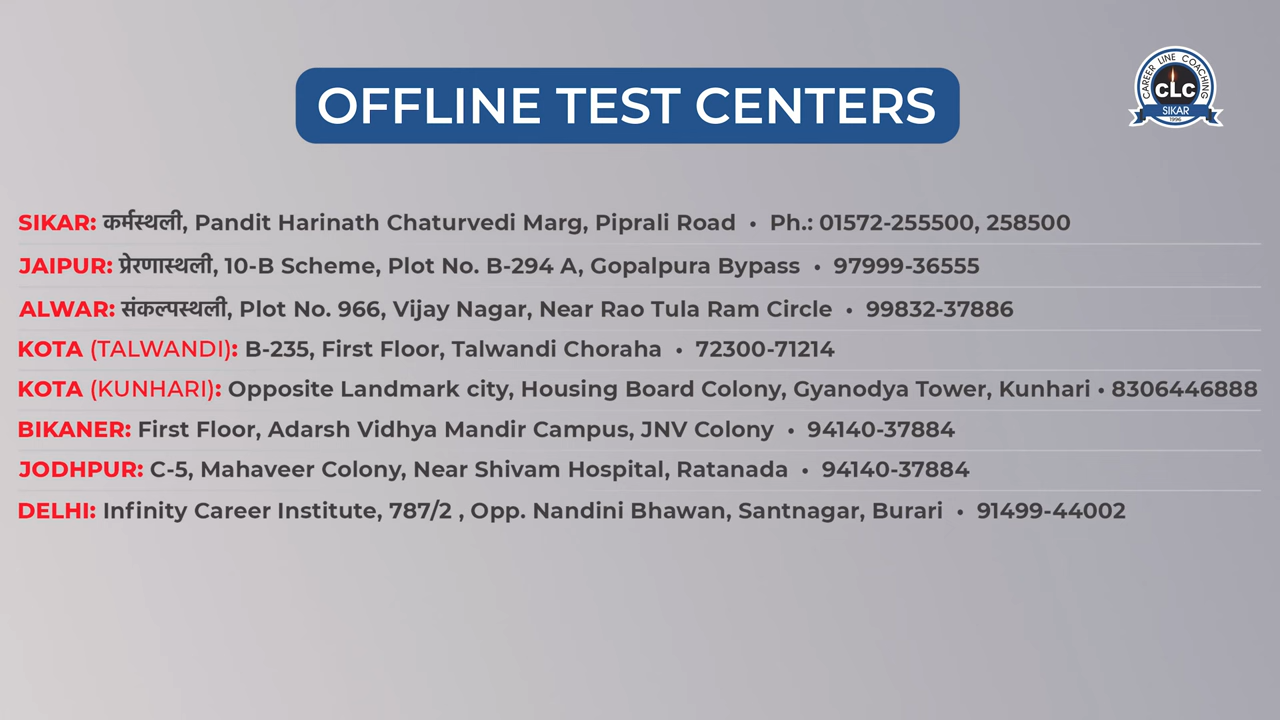 OFFLINE TEST CENTERS
CAREER LINE COACHING
CLC
SIKAR
1996
SIKAR: कर्मस्थली, Pandit Harinath Chaturvedi Marg, Piprali Road • Ph.: 01572-255500, 258500
JAIPUR: प्रेरणास्थली, 10-B Scheme, Plot No. B-294 A, Gopalpura Bypass • 97999-36555
ALWAR: संकल्पस्थली, Plot No. 966, Vijay Nagar, Near Rao Tula Ram Circle • 99832-37886
KOTA (TALWANDI): B-235, First Floor, Talwandi Choraha • 72300-71214
KOTA (KUNHARI): Opposite Landmark city, Housing Board Colony, Gyanodya Tower, Kunhari • 8306446888
BIKANER: First Floor, Adarsh Vidhya Mandir Campus, JNV Colony • 94140-37884
JODHPUR: C-5, Mahaveer Colony, Near Shivam Hospital, Ratanada • 94140-37884
DELHI: Infinity Career Institute, 787/2 , Opp. Nandini Bhawan, Santnagar, Burari • 91499-44002